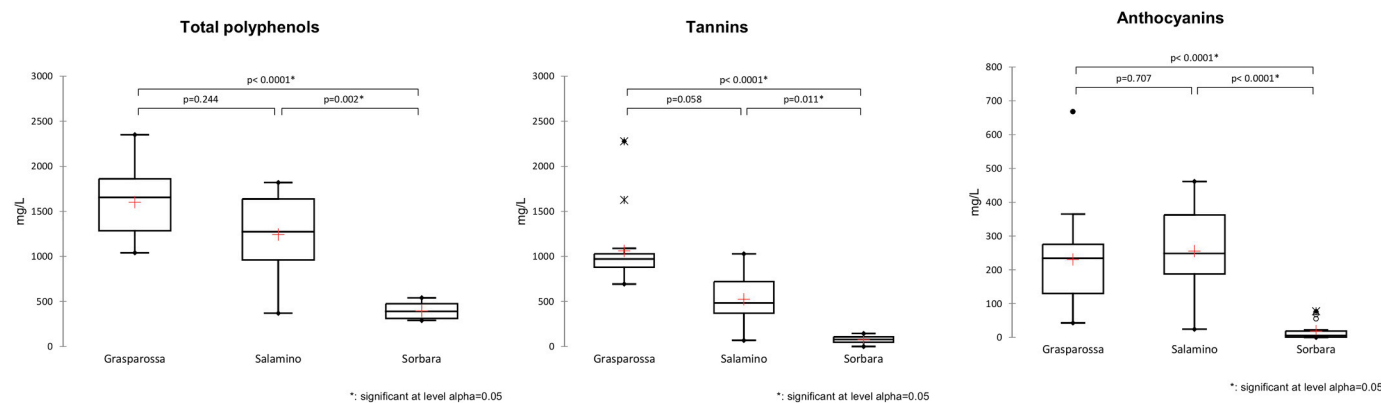 Total polyphenols
3000
2500
2000
1500
1000
500
0
mg/L
p< 0.0001*
p=0.244
p=0.002*
Grasparossa
Salamino
Sorbara
*: significant at level alpha=0.05
Tannins
3000
2500
2000
1500
1000
500
0
mg/L
p< 0.0001*
p=0.058
p=0.011*
Grasparossa
Salamino
Sorbara
*: significant at level alpha=0.05
Anthocyanins
800
700
600
500
400
300
200
100
0
mg/L
p< 0.0001*
p=0.707
p< 0.0001*
Grasparossa
Salamino
Sorbara
*: significant at level alpha=0.05